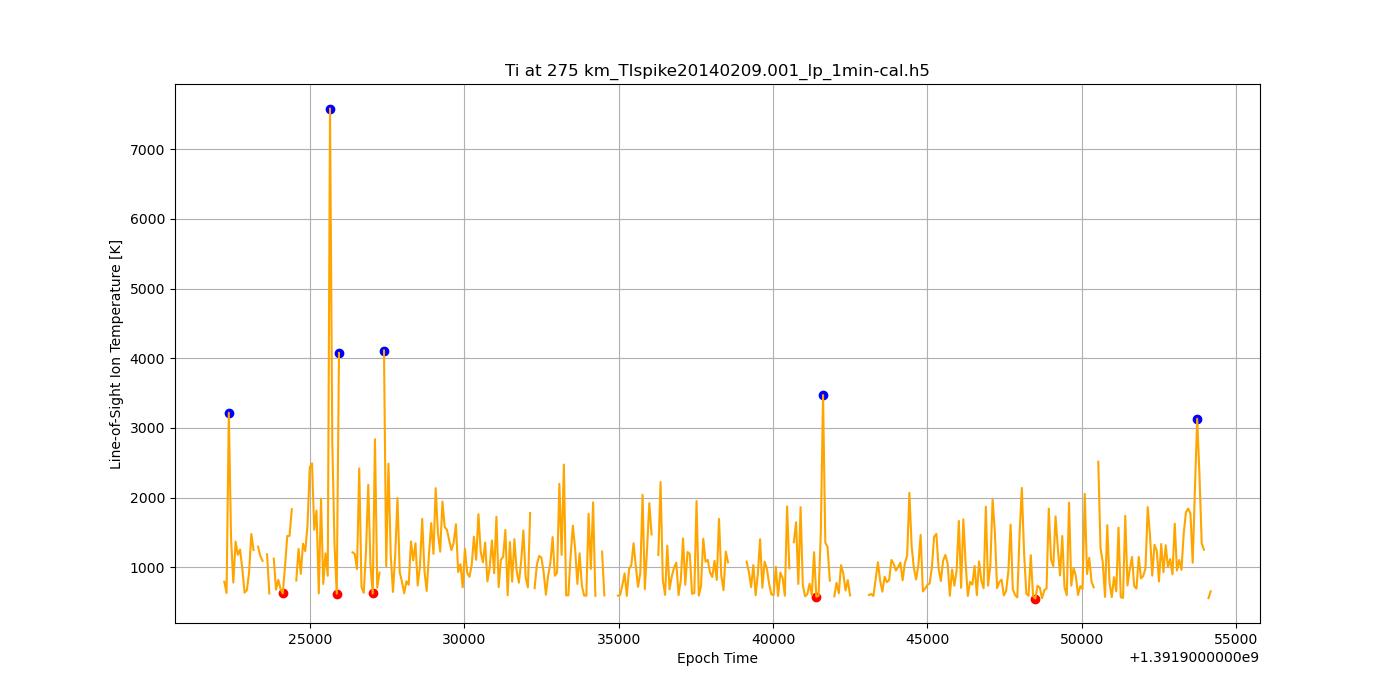 Ti at 275 km_TIspike20140209.001_lp_1min-cal.h5
Line-of-Sight Ion Temperature [K]
7000
6000
5000
4000
3000
2000
1000
25000 30000 35000 40000 45000 50000 55000
Epoch Time
+1.3919000000e9